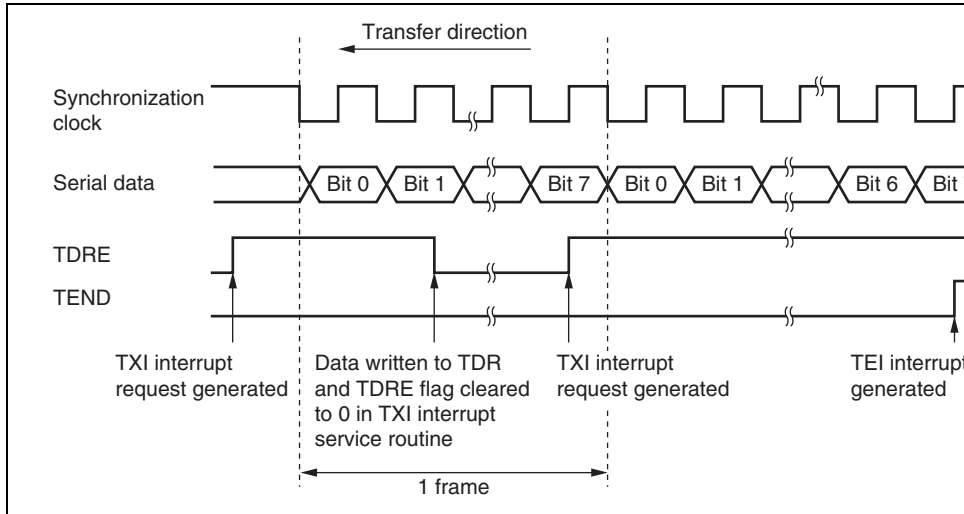 Transfer direction
Synchronization
clock
Serial data
Bit 0
Bit 1
Bit 7
Bit 0
Bit 1
Bit 6
Bit
TDRE
TEND
TXI interrupt
request generated
Data written to TDR
and TDRE flag cleared
to 0 in TXI interrupt
service routine
TXI interrupt
request generated
TEI interrupt
generated
1 frame